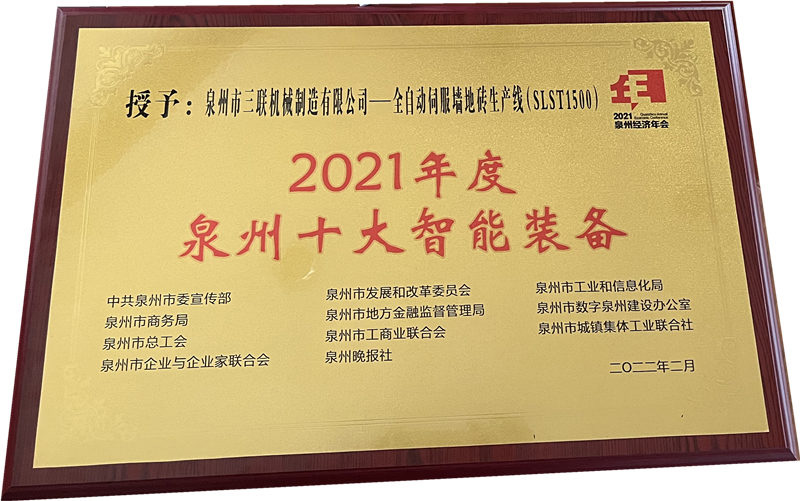 授予：泉州市三联机械制造有限公司—全自动伺服墙地砖生产线(SLST1500)
2021
泉州经济年会
2021年度
泉州十大智能装备
中共泉州市委宣传部
泉州市发展和改革委员会
泉州市工业和信息化局
泉州市商务局
泉州市地方金融监督管理局
泉州市数字泉州建设办公室
泉州市总工会
泉州市工商业联合会
泉州市城镇集体工业联合社
泉州市企业与企业家联合会
泉州晚报社
二〇二二年二月